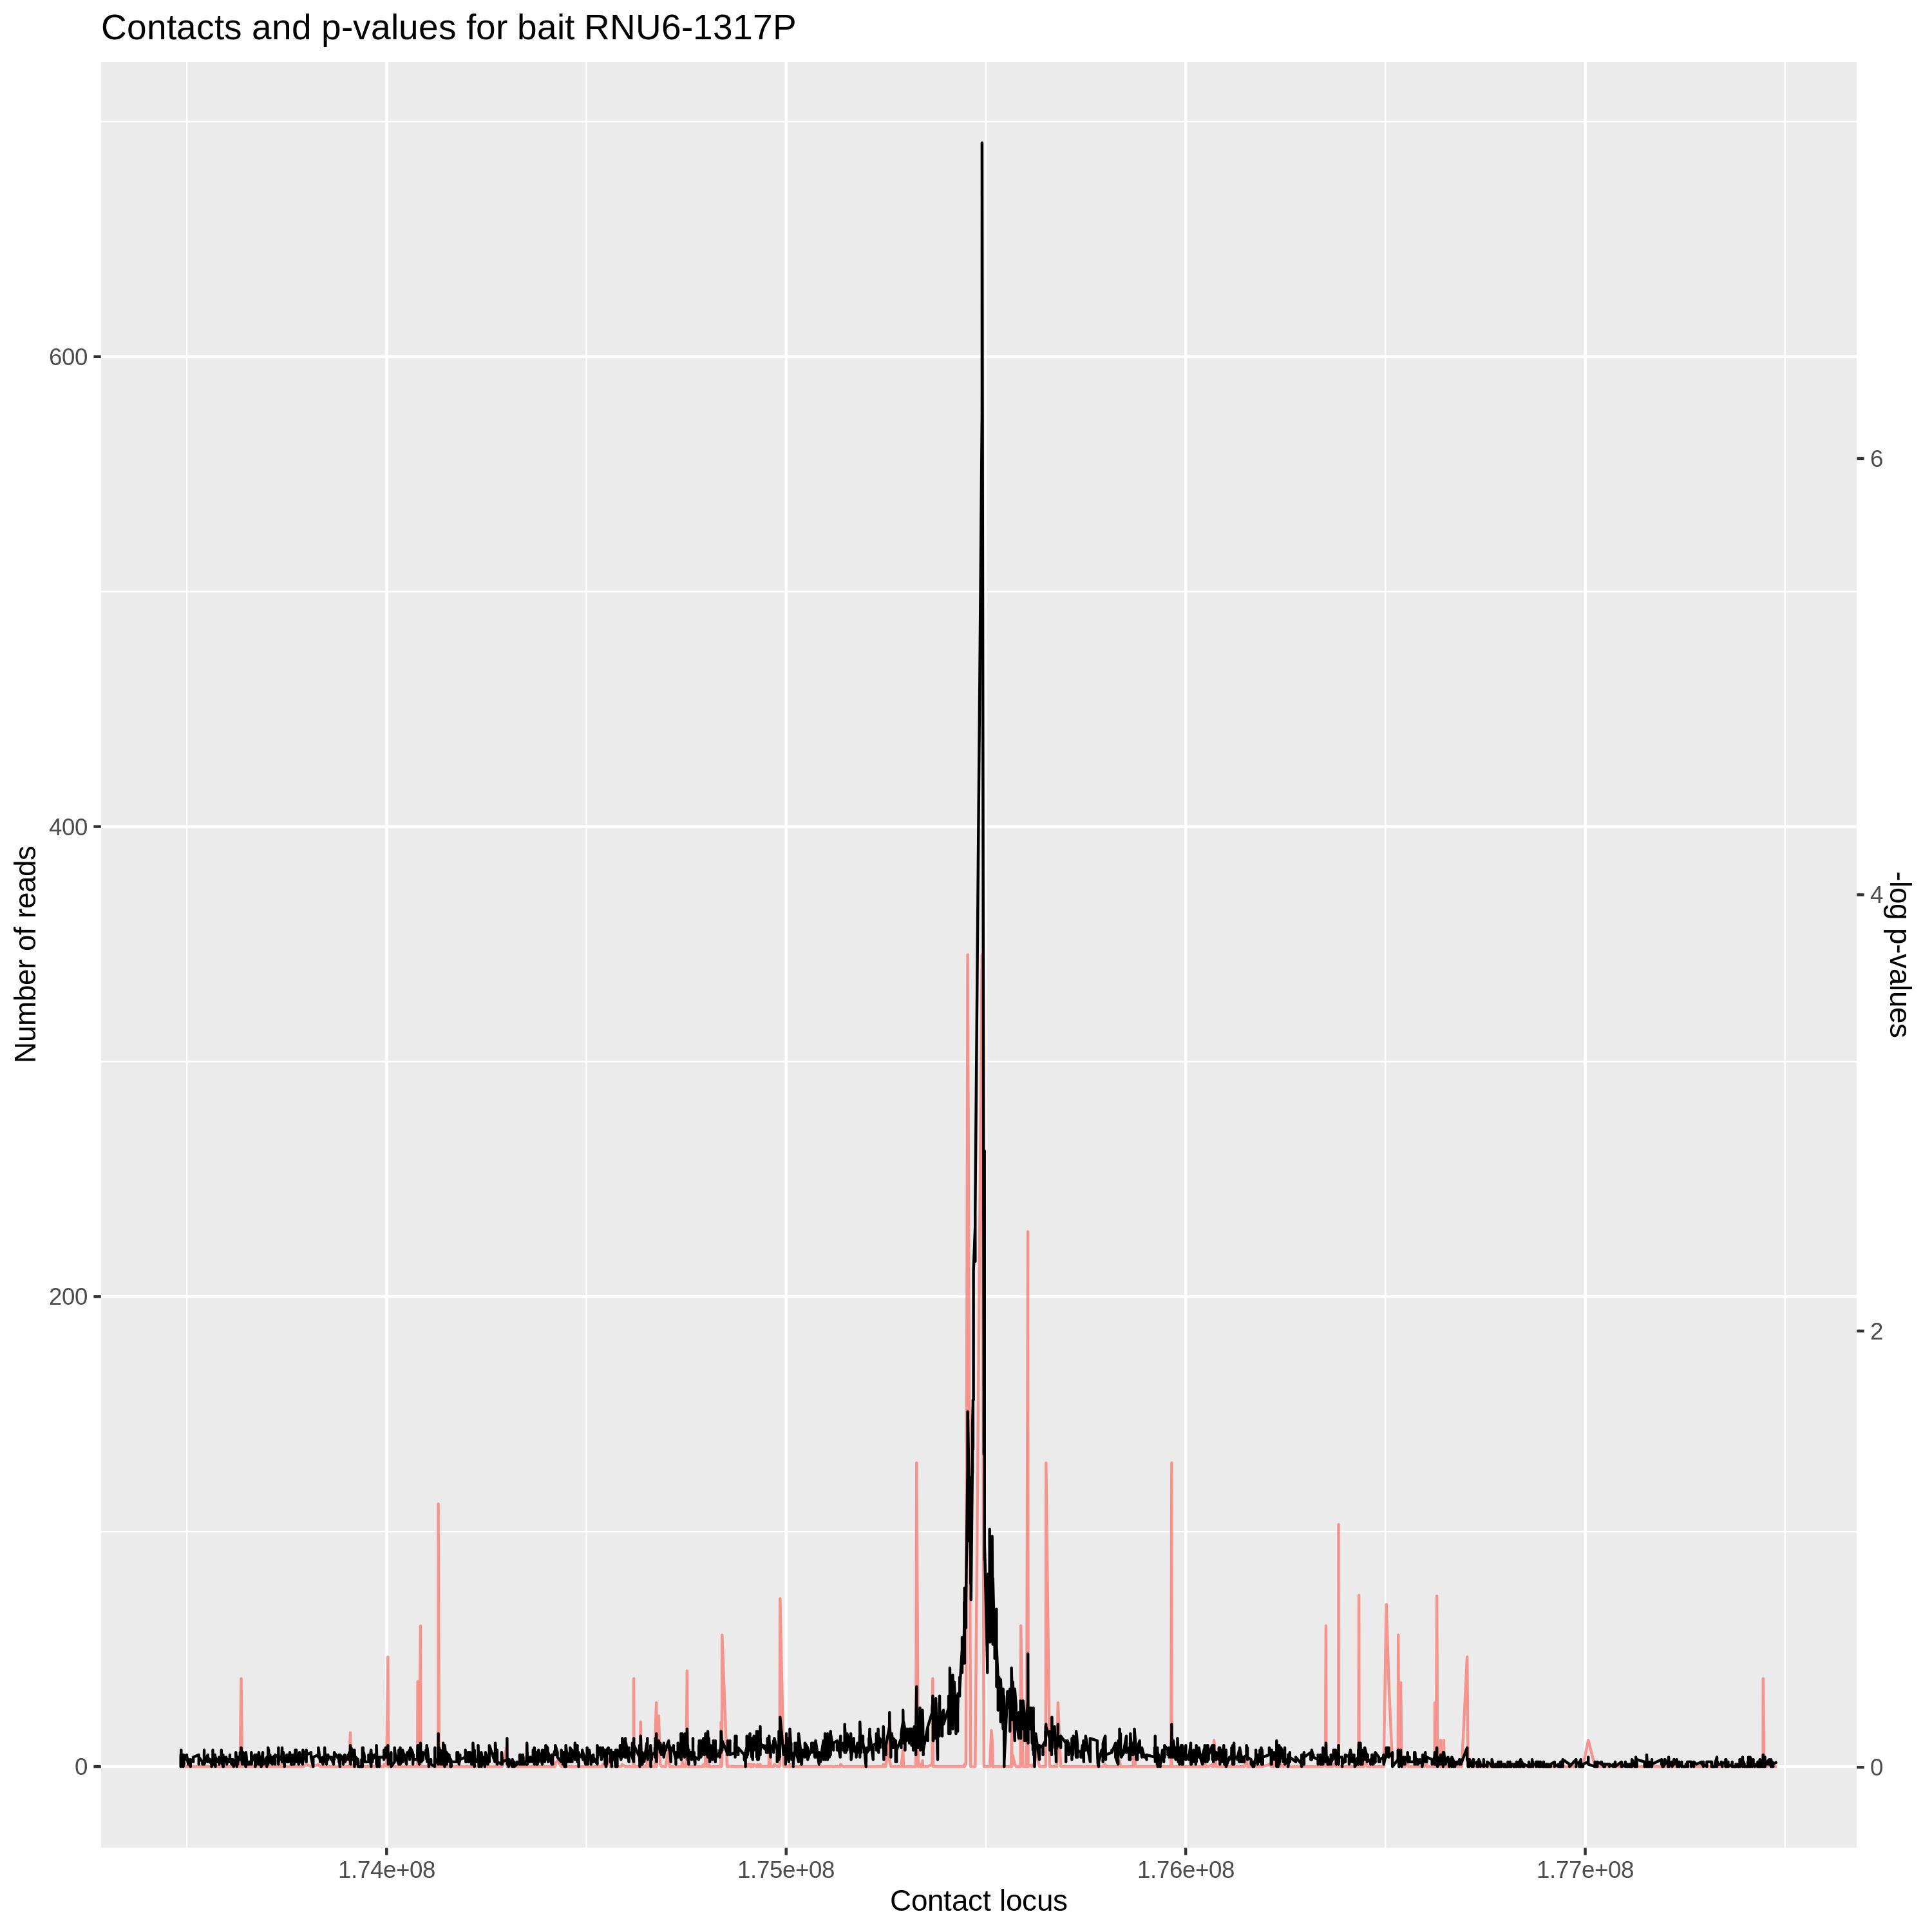 Contacts and p-values for bait RNU6-1317P
600
400
200
0
Number of reads
6
4
2
0
-log p-values
1.74e+08
1.75e+08
1.76e+08
1.77e+08
Contact locus